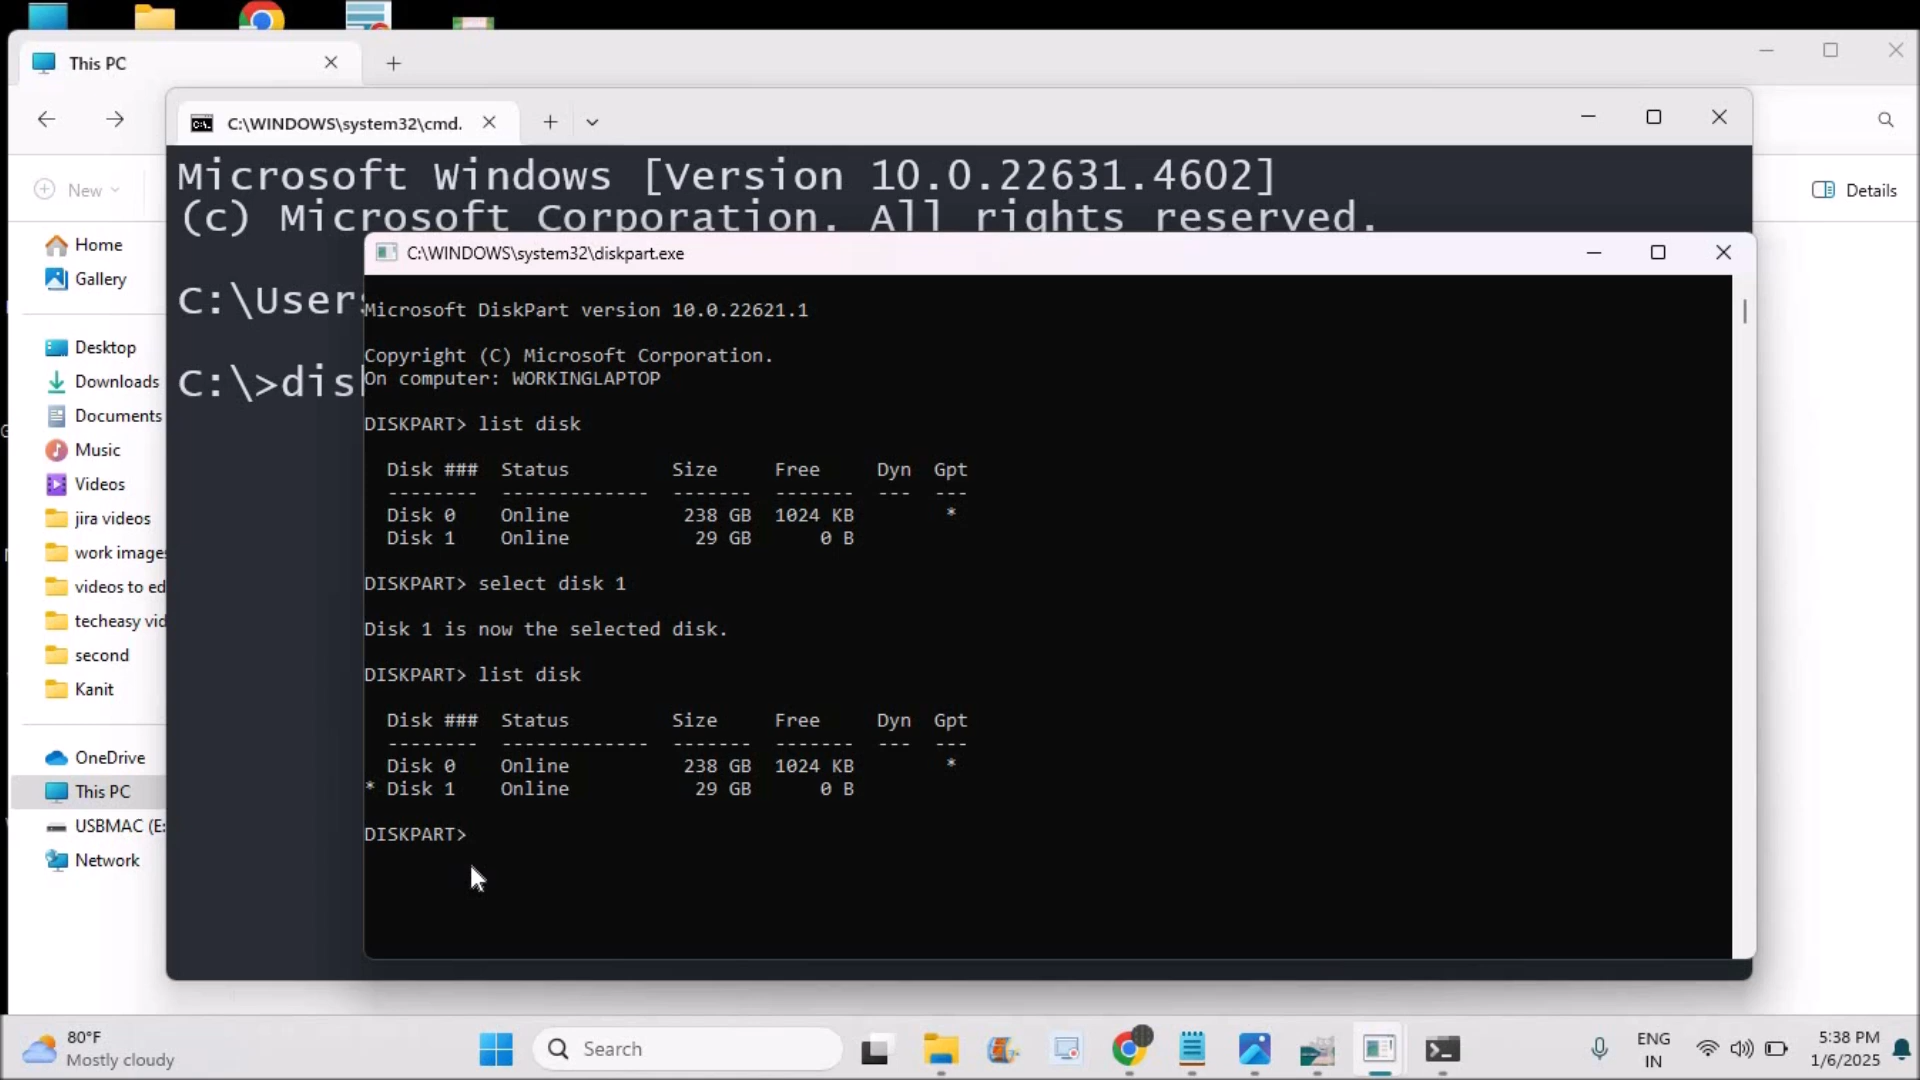 This PC
C:\WINDOWS\system32\cmd.
Microsoft Windows [Version 10.0.22631.4602]
(c) Microsoft Corporation. All rights reserved.
New
Details
C:\WINDOWS\system32\diskpart.exe
Home
Gallery
C:\Users
C:\>dis
Desktop
Downloads
Documents
Music
Videos
jira videos
work images
videos to ed
techeasy vid
second
Kanit
OneDrive
This PC
USBMAC (E:
Network
Microsoft DiskPart version 10.0.22621.1
Copyright (C) Microsoft Corporation.
On computer: WORKINGLAPTOP
DISKPART> list disk
Disk ### Status Size Free Dyn Gpt
-------- ------------- ------- ------- --- ---
Disk 0 Online 238 GB 1024 KB *
Disk 1 Online 29 GB 0 B
DISKPART> select disk 1
Disk 1 is now the selected disk.
DISKPART> list disk
Disk ### Status Size Free Dyn Gpt
-------- ------------- ------- ------- --- ---
Disk 0 Online 238 GB 1024 KB *
* Disk 1 Online 29 GB 0 B
DISKPART>
80°F
Mostly cloudy
Search
ENG
IN
5:38 PM
1/6/2025